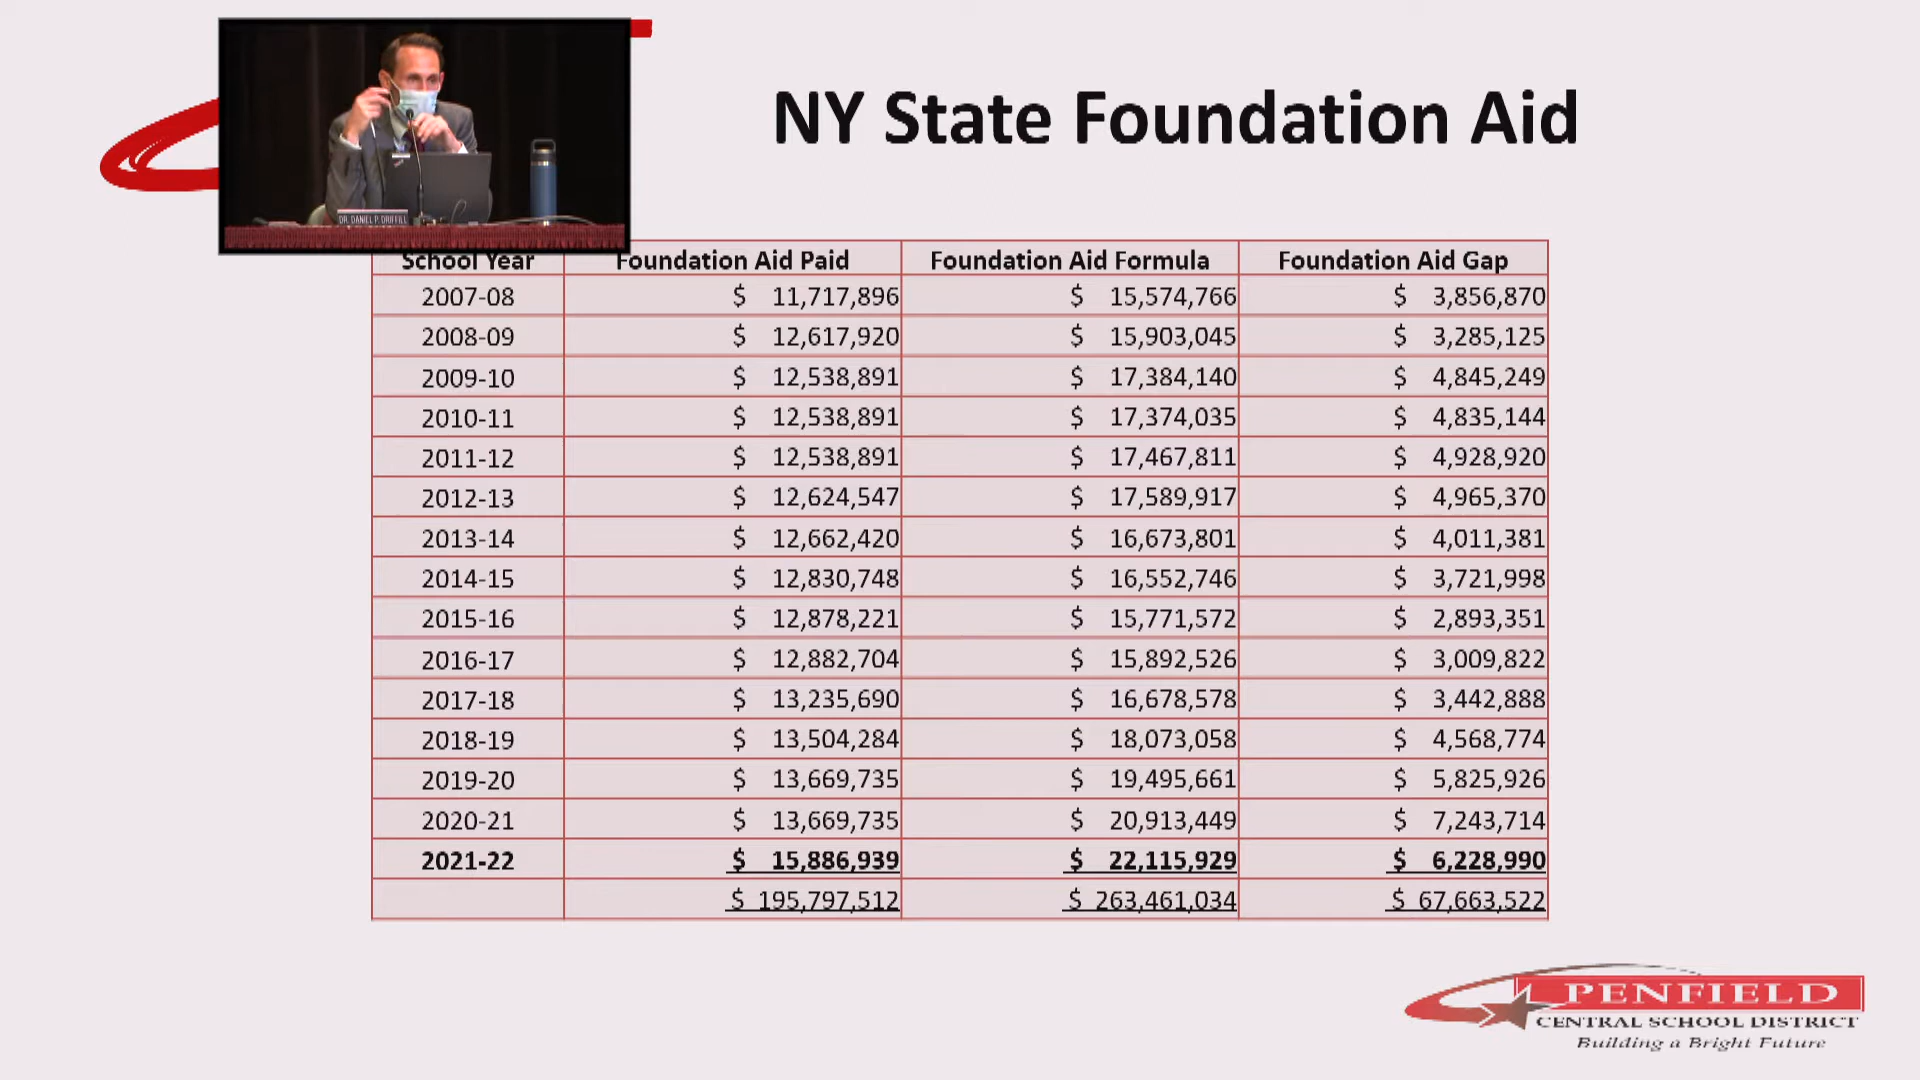 NY State Foundation Aid
DR. DANIEL P. DRIFFILL
School Year Foundation Aid Paid Foundation Aid Formula Foundation Aid Gap
2007-08 $ 11,717,896 $ 15,574,766 $ 3,856,870
2008-09 $ 12,617,920 $ 15,903,045 $ 3,285,125
2009-10 $ 12,538,891 $ 17,384,140 $ 4,845,249
2010-11 $ 12,538,891 $ 17,374,035 $ 4,835,144
2011-12 $ 12,538,891 $ 17,467,811 $ 4,928,920
2012-13 $ 12,624,547 $ 17,589,917 $ 4,965,370
2013-14 $ 12,662,420 $ 16,673,801 $ 4,011,381
2014-15 $ 12,830,748 $ 16,552,746 $ 3,721,998
2015-16 $ 12,878,221 $ 15,771,572 $ 2,893,351
2016-17 $ 12,882,704 $ 15,892,526 $ 3,009,822
2017-18 $ 13,235,690 $ 16,678,578 $ 3,442,888
2018-19 $ 13,504,284 $ 18,073,058 $ 4,568,774
2019-20 $ 13,669,735 $ 19,495,661 $ 5,825,926
2020-21 $ 13,669,735 $ 20,913,449 $ 7,243,714
2021-22 $ 15,886,939 $ 22,115,929 $ 6,228,990
$ 195,797,512 $ 263,461,034 $ 67,663,522
PENFIELD
CENTRAL SCHOOL DISTRICT
Building a Bright Future